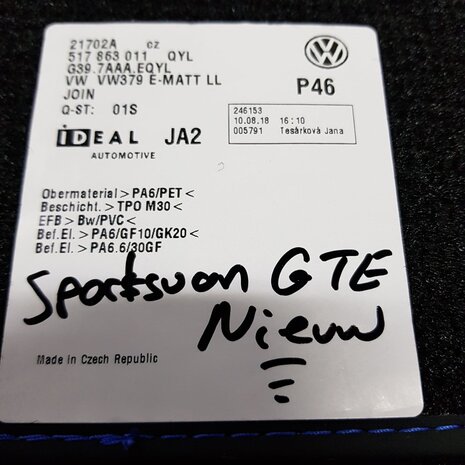 21702A CZ
517 863 011 QYL
G39.7AAA.EQYL
VW VW379 E-MATT LL
JOIN
P46
Q-ST: 01S
246153
10.08.18 16:10
005791 Tesárková Jana
IDEAL JA2
AUTOMOTIVE
Obermaterial>PA6/PET<
Beschicht.>TPO M30<
EFB>Bw/PVC<
Bef.El.>PA6/GF10/GK20<
Bef.El.>PA6.6/30GF
Sportsvan GTE
Nieuw
Made in Czech Republic